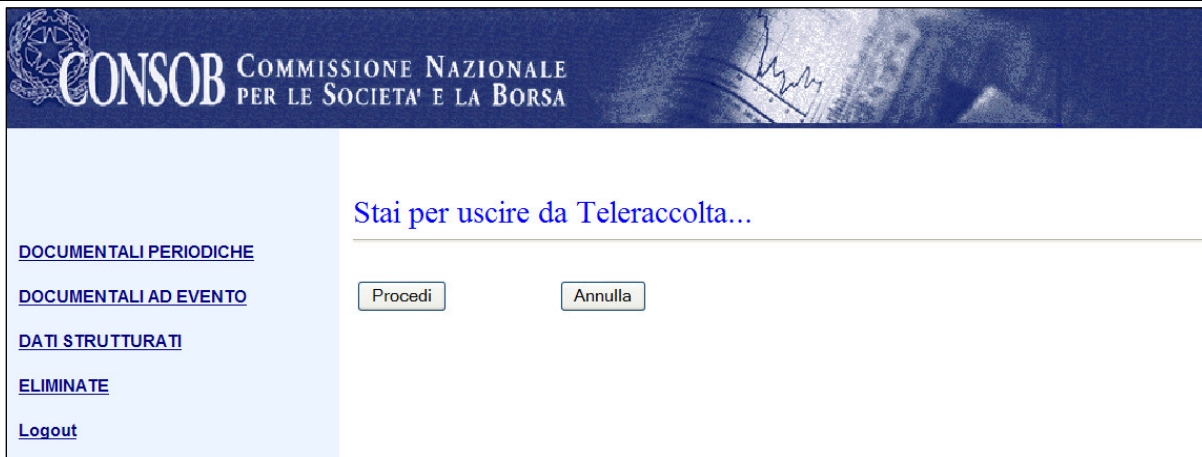 CONSOB COMMISSIONE NAZIONALE
PER LE SOCIETA' E LA BORSA
Stai per uscire da Teleraccolta...
DOCUMENTALI PERIODICHE
DOCUMENTALI AD EVENTO
Procedi Annulla
DATI STRUTTURATI
ELIMINATE
Logout